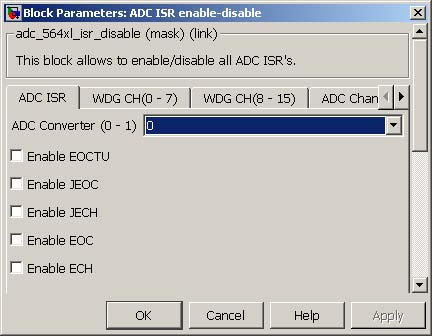 Block Parameters: ADC ISR enable-disable
adc_564xl_isr_disable (mask) (link)
This block allows to enable/disable all ADC ISR's.
ADC ISR WDG CH(0 - 7) WDG CH(8 - 15) ADC Chan
ADC Converter (0 - 1) 0
Enable EOCTU
Enable JEOC
Enable JECH
Enable EOC
Enable ECH
OK Cancel Help Apply